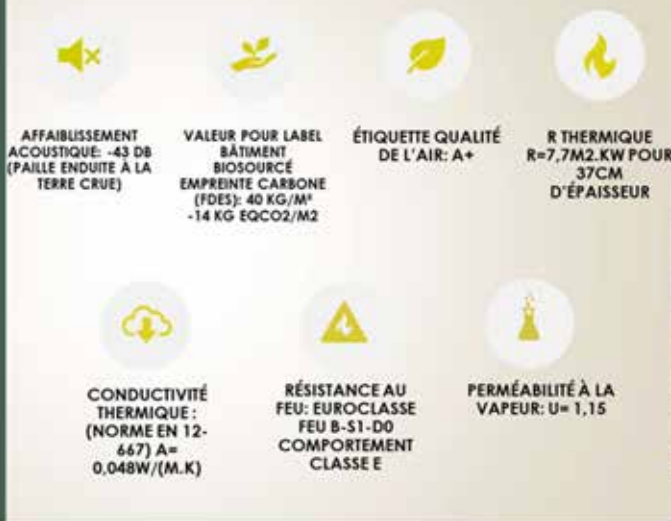 AFFAIBLISSEMENT
ACOUSTIQUE: -43 DB
(PAILLE ENDUITE À LA
TERRE CRUE)
VALEUR POUR LABEL
BÂTIMENT
BIOSOURCÉ
EMPREINTE CARBONE
(FDES): 40 KG/M²
-14 KG EQCO2/M2
ÉTIQUETTE QUALITÉ
DE L'AIR: A+
R THERMIQUE
R=7,7M2.KW POUR
37CM
D'ÉPAISSEUR
CONDUCTIVITÉ
THERMIQUE :
(NORME EN 12-
667) Λ=
0,048W/(M.K)
RÉSISTANCE AU
FEU: EUROCLASSE
FEU B-S1-D0
COMPORTEMENT
CLASSE E
PERMÉABILITÉ À LA
VAPEUR: U= 1,15